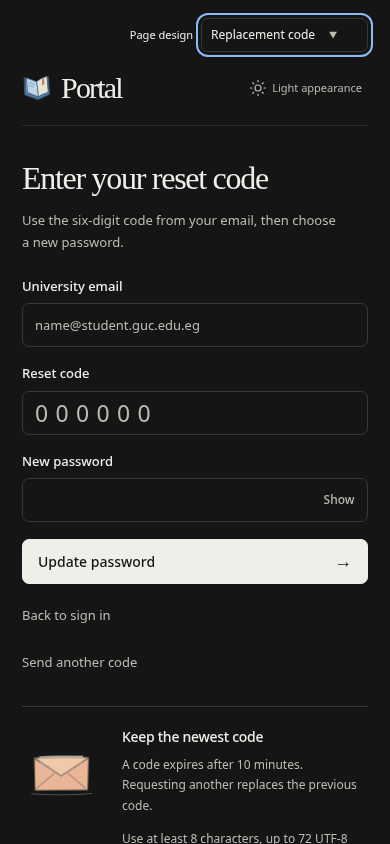 Page design Replacement code ▼
Portal Light appearance
Enter your reset code
Use the six-digit code from your email, then choose
a new password.
University email
name@student.guc.edu.eg
Reset code
000000
New password
Show
Update password →
Back to sign in
Send another code
Keep the newest code
A code expires after 10 minutes.
Requesting another replaces the previous
code.
Use at least 8 characters, up to 72 UTF-8